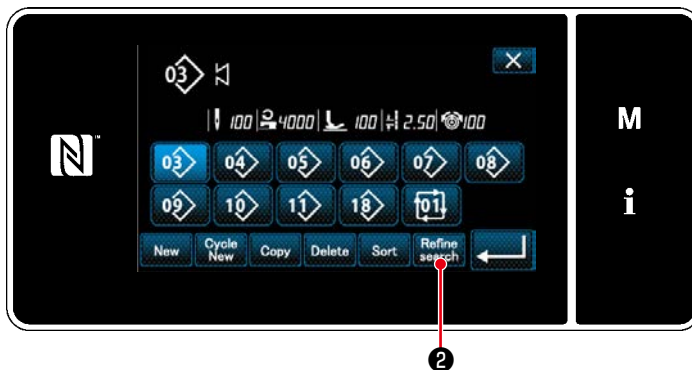 03
100 4000 100 2.50 100
M
03 04 05 06 07 08
i
09 10 11 18 01
New Cycle New Copy Delete Sort Refine search
2